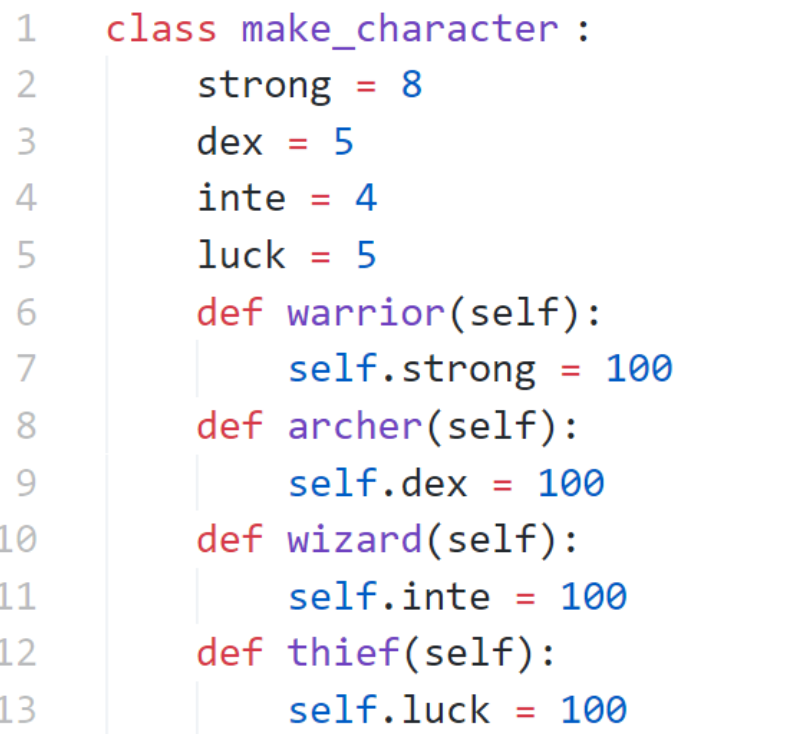 1 class make_character :
2     strong = 8
3     dex = 5
4     inte = 4
5     luck = 5
6     def warrior(self):
7         self.strong = 100
8     def archer(self):
9         self.dex = 100
10     def wizard(self):
11         self.inte = 100
12     def thief(self):
13         self.luck = 100